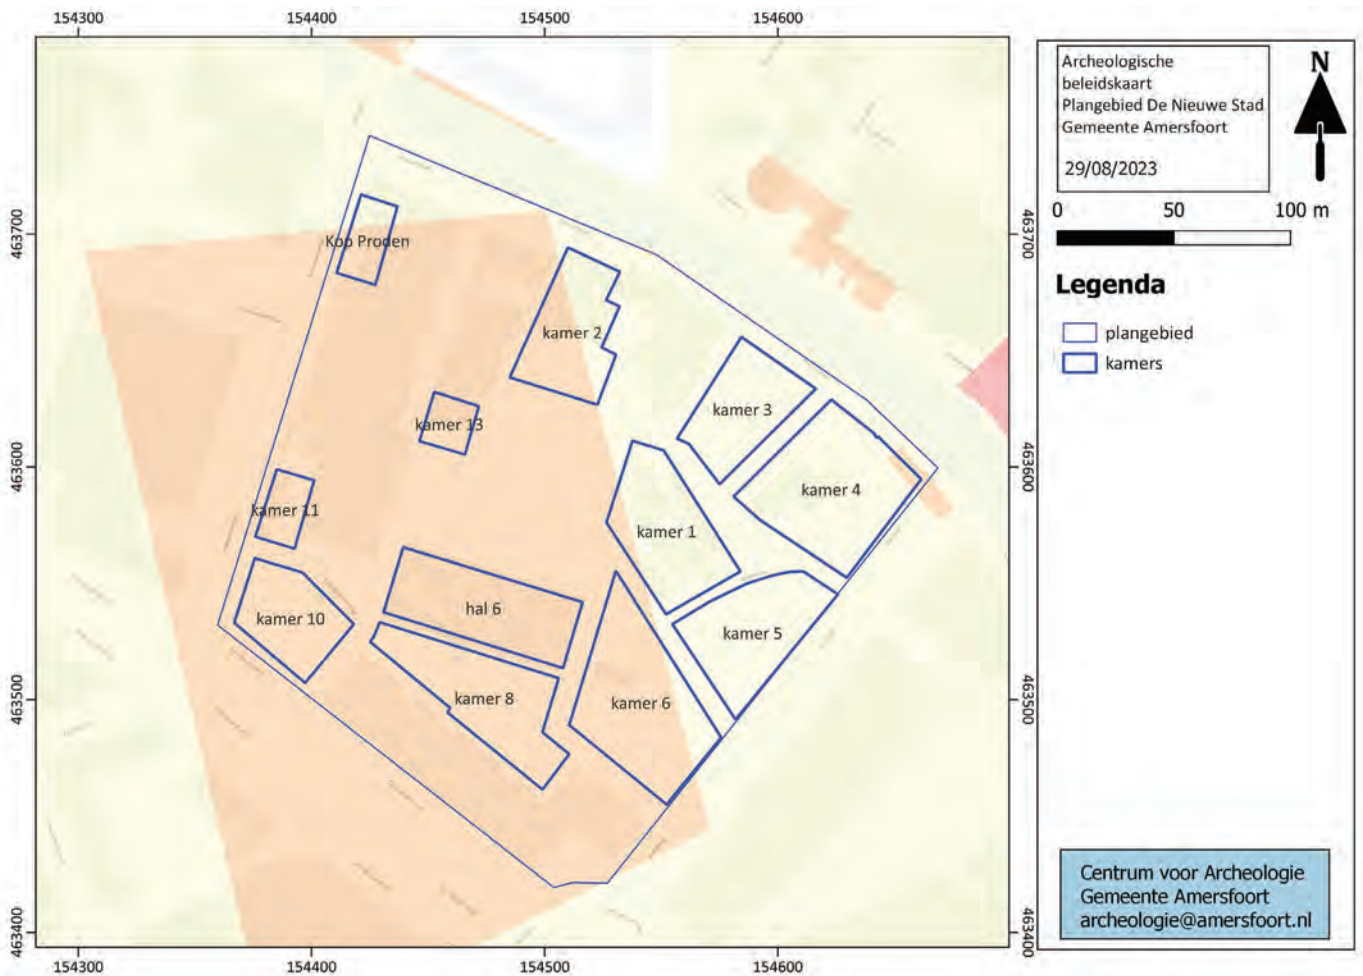 154300
154400
154500
154600
463700
463600
463500
463400
Kop Proden
kamer 2
kamer 3
kamer 13
kamer 4
kamer 11
kamer 1
hal 6
kamer 10
kamer 5
kamer 8
kamer 6
463700
463600
463500
463400
154300
154400
154500
154600
Archeologische
beleidskaart
Plangebied De Nieuwe Stad
Gemeente Amersfoort
29/08/2023
N
0 50 100 m
Legenda
plangebied
kamers
Centrum voor Archeologie
Gemeente Amersfoort
archeologie@amersfoort.nl